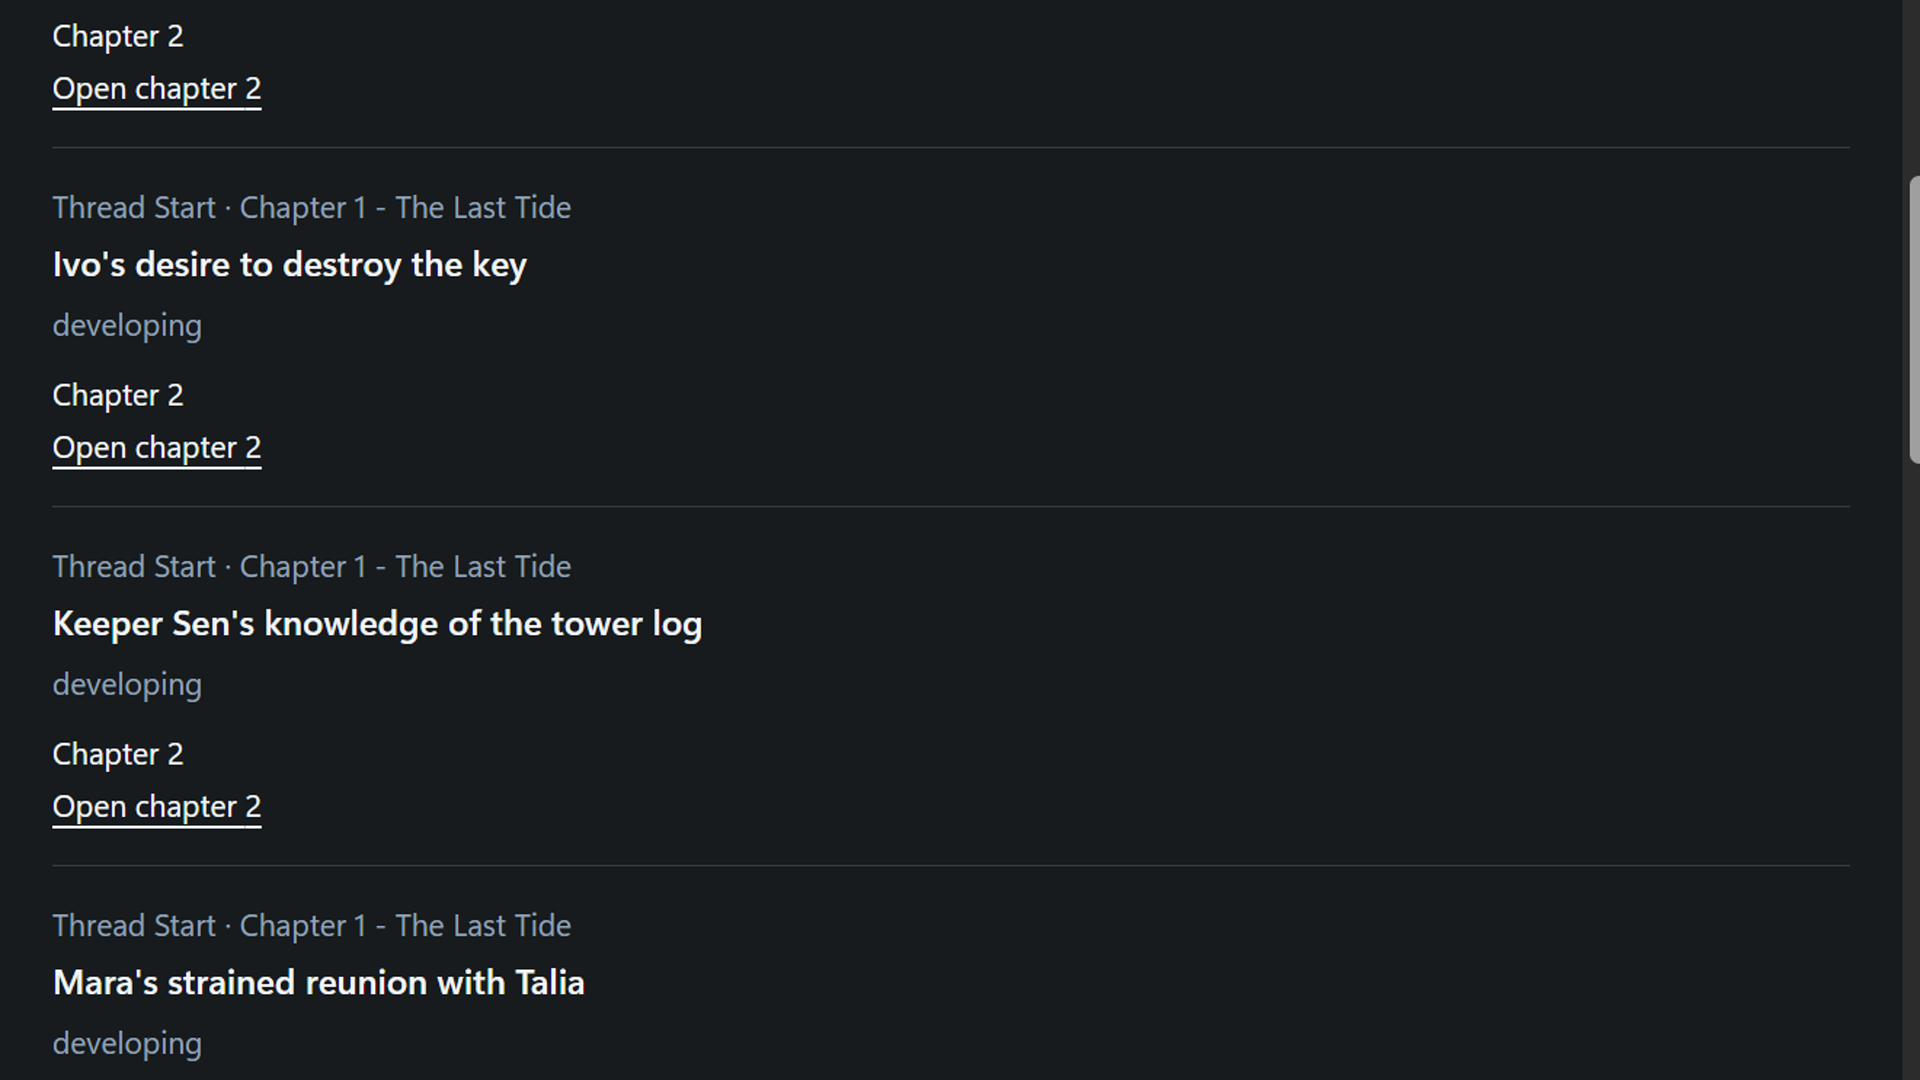 Chapter 2
Open chapter 2
Thread Start · Chapter 1 - The Last Tide
Ivo's desire to destroy the key
developing
Chapter 2
Open chapter 2
Thread Start · Chapter 1 - The Last Tide
Keeper Sen's knowledge of the tower log
developing
Chapter 2
Open chapter 2
Thread Start · Chapter 1 - The Last Tide
Mara's strained reunion with Talia
developing